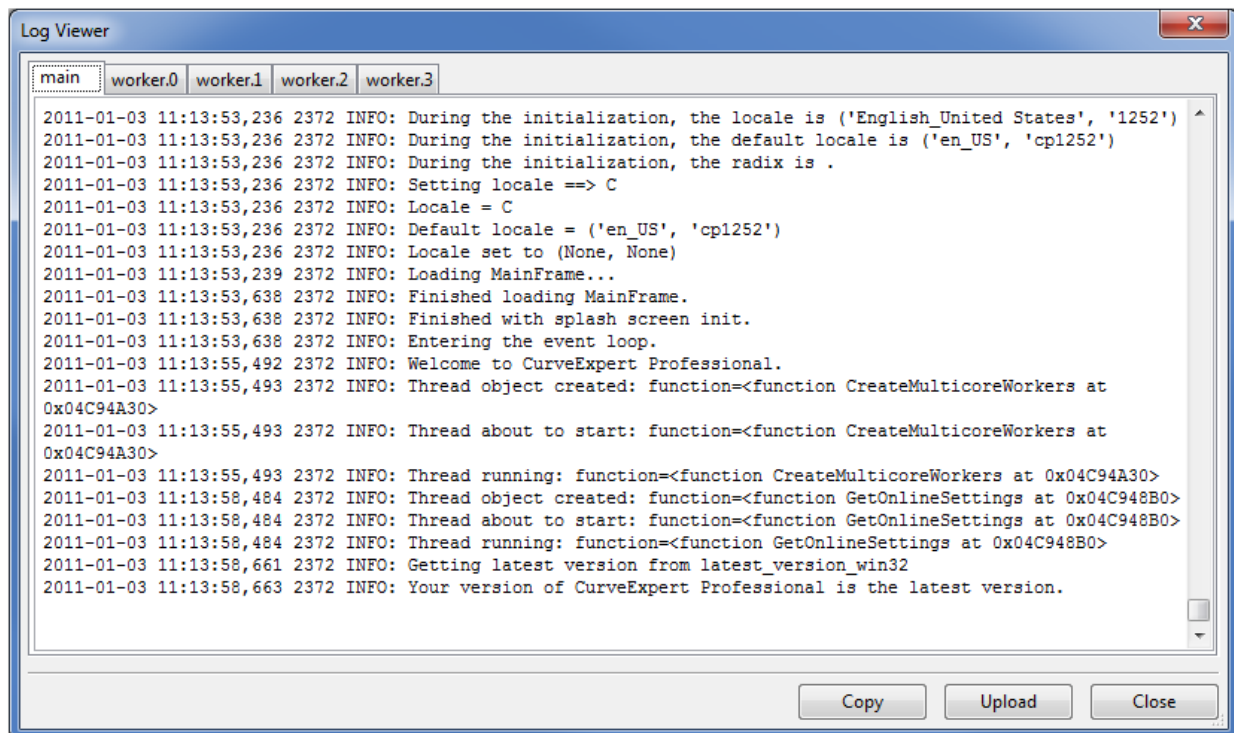 Log Viewer
main worker.0 worker.1 worker.2 worker.3
2011-01-03 11:13:53,236 2372 INFO: During the initialization, the locale is ('English_United States', '1252')
2011-01-03 11:13:53,236 2372 INFO: During the initialization, the default locale is ('en_US', 'cp1252')
2011-01-03 11:13:53,236 2372 INFO: During the initialization, the radix is .
2011-01-03 11:13:53,236 2372 INFO: Setting locale ==> C
2011-01-03 11:13:53,236 2372 INFO: Locale = C
2011-01-03 11:13:53,236 2372 INFO: Default locale = ('en_US', 'cp1252')
2011-01-03 11:13:53,236 2372 INFO: Locale set to (None, None)
2011-01-03 11:13:53,239 2372 INFO: Loading MainFrame...
2011-01-03 11:13:53,638 2372 INFO: Finished loading MainFrame.
2011-01-03 11:13:53,638 2372 INFO: Finished with splash screen init.
2011-01-03 11:13:53,638 2372 INFO: Entering the event loop.
2011-01-03 11:13:55,492 2372 INFO: Welcome to CurveExpert Professional.
2011-01-03 11:13:55,493 2372 INFO: Thread object created: function=<function CreateMulticoreWorkers at
0x04C94A30>
2011-01-03 11:13:55,493 2372 INFO: Thread about to start: function=<function CreateMulticoreWorkers at
0x04C94A30>
2011-01-03 11:13:55,493 2372 INFO: Thread running: function=<function CreateMulticoreWorkers at 0x04C94A30>
2011-01-03 11:13:58,484 2372 INFO: Thread object created: function=<function GetOnlineSettings at 0x04C948B0>
2011-01-03 11:13:58,484 2372 INFO: Thread about to start: function=<function GetOnlineSettings at 0x04C948B0>
2011-01-03 11:13:58,484 2372 INFO: Thread running: function=<function GetOnlineSettings at 0x04C948B0>
2011-01-03 11:13:58,661 2372 INFO: Getting latest version from latest_version_win32
2011-01-03 11:13:58,663 2372 INFO: Your version of CurveExpert Professional is the latest version.
Copy Upload Close